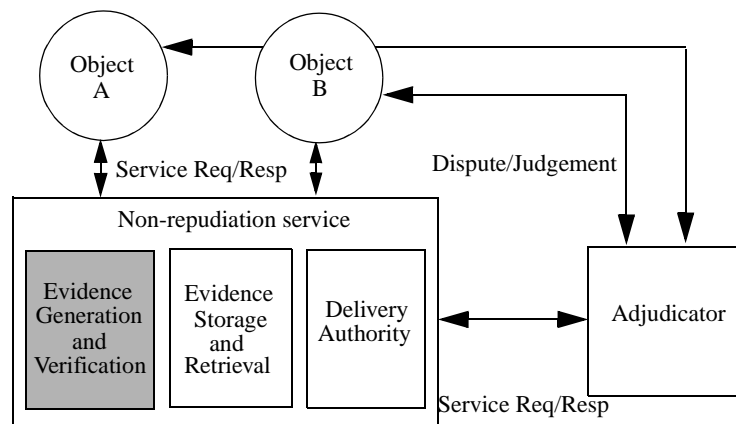 Object
A
Object
B
Service Req/Resp
Dispute/Judgement
Non-repudiation service
Evidence
Generation
and
Verification
Evidence
Storage
and
Retrieval
Delivery
Authority
Adjudicator
Service Req/Resp